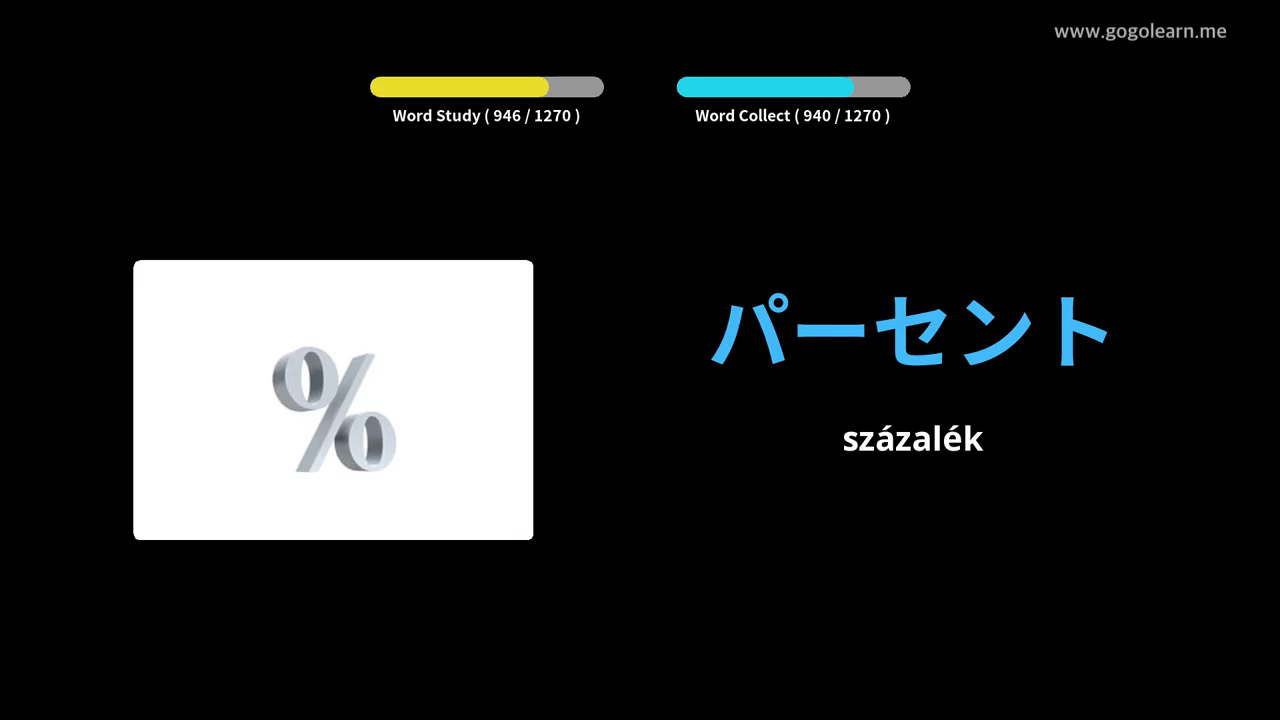 www.gogolearn.me
Word Study ( 946 / 1270 )
Word Collect ( 940 / 1270 )
%
パーセント
százalék